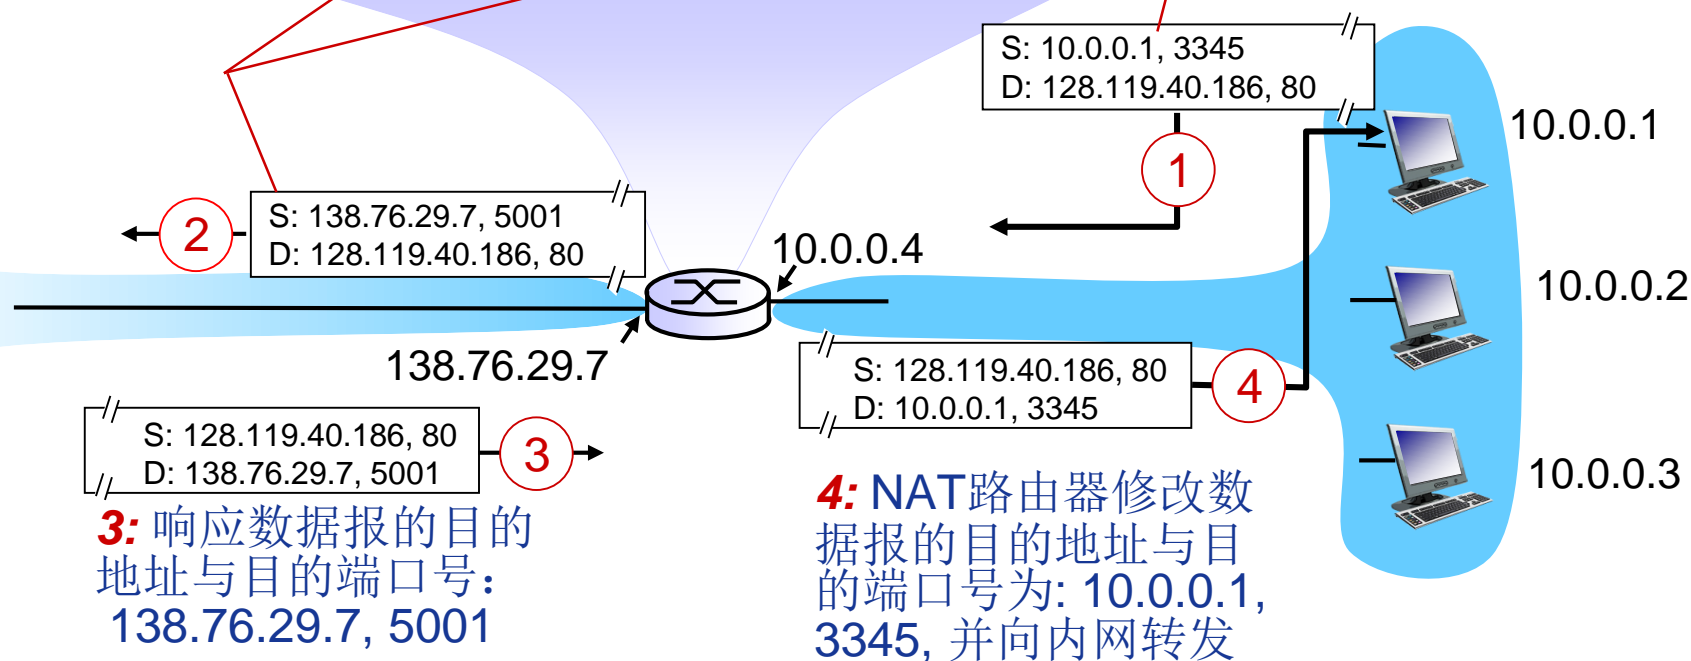 S: 10.0.0.1, 3345
D: 128.119.40.186, 80
10.0.0.1
1
S: 138.76.29.7, 5001
D: 128.119.40.186, 80
2
10.0.0.4
10.0.0.2
138.76.29.7
S: 128.119.40.186, 80
D: 10.0.0.1, 3345
4
S: 128.119.40.186, 80
D: 138.76.29.7, 5001
3
10.0.0.3
3: 响应数据报的目的
地址与目的端口号：
138.76.29.7, 5001
4: NAT路由器修改数
据报的目的地址与目
的端口号为: 10.0.0.1,
3345, 并向内网转发